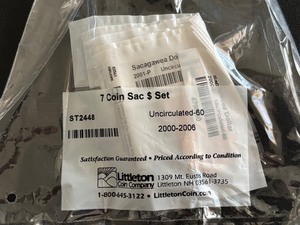 Sacagawea Do
2001-P Uncircu
7 Coin Sac $ Set
ST2448
Uncirculated-60
2000-2006
Satisfaction Guaranteed • Priced According to Condition
Littleton
Coin Company
1309 Mt. Eustis Road
Littleton NH 03561-3735
1-800-645-3122 • LittletonCoin.com